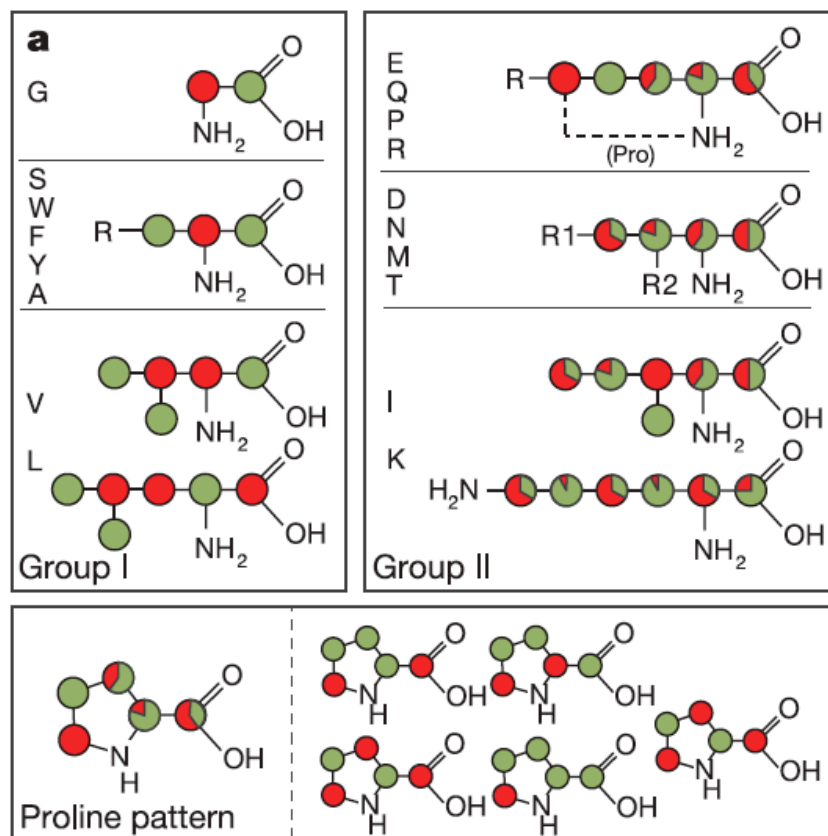 a
G
O
NH2
OH
S
W
F
Y
A
R
O
NH2
OH
V
O
NH2
OH
L
O
NH2
OH
Group I
E
Q
P
R
R
O
(Pro)
NH2
OH
D
N
M
T
R1
R2
NH2
O
OH
I
O
NH2
OH
K
H2N
O
NH2
OH
Group II
O
OH
N
H
Proline pattern
O
OH
N
H
O
OH
N
H
O
OH
N
H
O
OH
N
H
O
OH
N
H